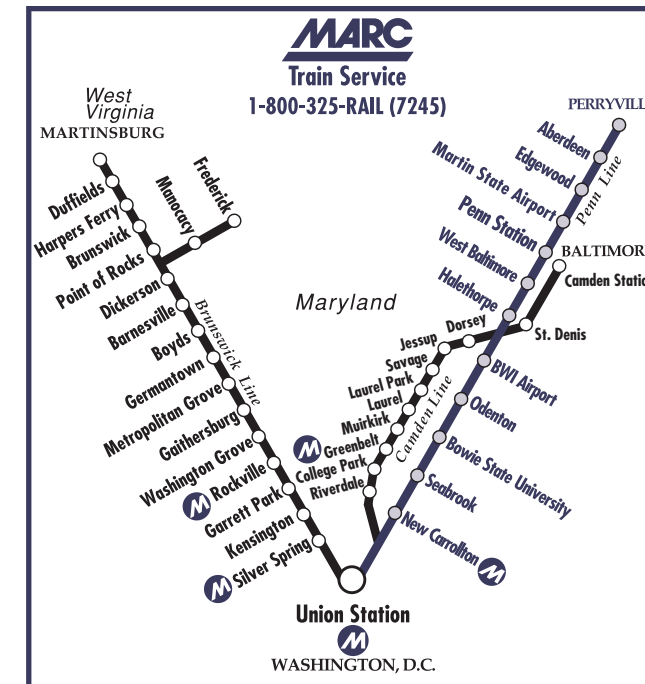 MARC
Train Service
1-800-325-RAIL (7245)
West
Virginia
MARTINSBURG
Duffields
Harpers Ferry
Brunswick
Point of Rocks
Frederick
Manocacy
Dickerson
Barnesville
Boyds
Germantown
Metropolitan Grove
Gaithersburg
Washington Grove
M Rockville
Garrett Park
Kensington
M Silver Spring
Brunswick Line
Maryland
PERRYVILL
Aberdeen
Edgewood
Martin State Airport
Penn Station
West Baltimore
Halethorpe
Penn Line
BALTIMOR
Camden Statio
St. Denis
Dorsey
Jessup
Savage
Laurel Park
Laurel
Muirkirk
M Greenbelt
College Park
Riverdale
Camden Line
BWI Airport
Odenton
Bowie State University
Seabrook
New Carrollton M
Union Station
M
WASHINGTON, D.C.